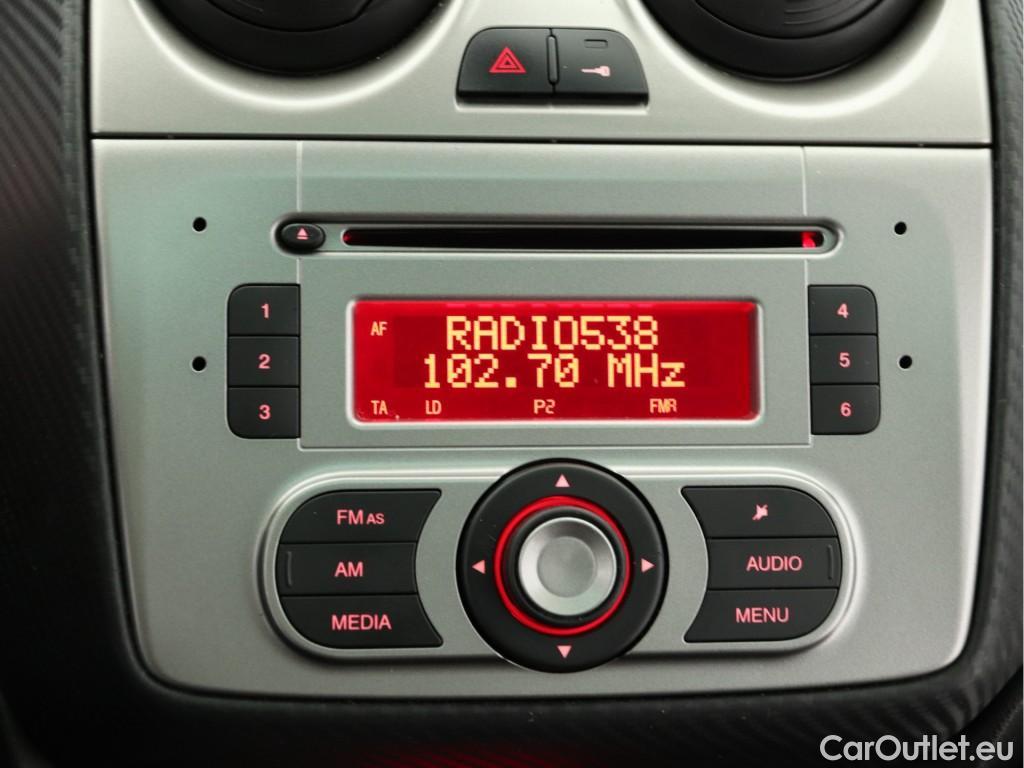 1
2
3
AF
RADIO538
102.70 MHz
TA LD P2 FMR
4
5
6
FM AS
AM
MEDIA
AUDIO
MENU
CarOutlet.eu